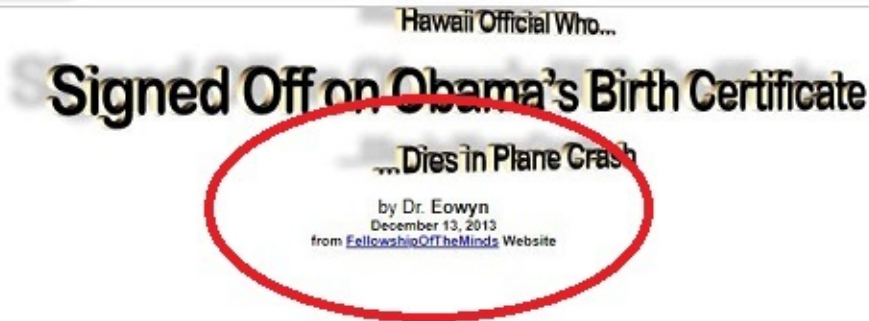 Hawaii Official Who...
Signed Off on Obama's Birth Certificate
...Dies in Plane Crash
by Dr. Eowyn
December 13, 2013
from FellowshipOfTheMinds Website